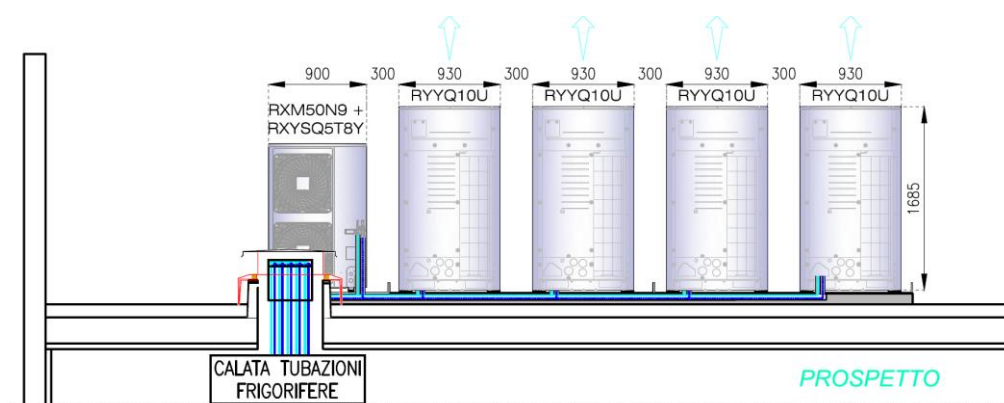 900 300 930 300 930 300 930 300 930
RXM50N9 +
RXYSQ5T8Y
RYYQ10U RYYQ10U RYYQ10U RYYQ10U
1685
CALATA TUBAZIONI
FRIGORIFERE
PROSPETTO